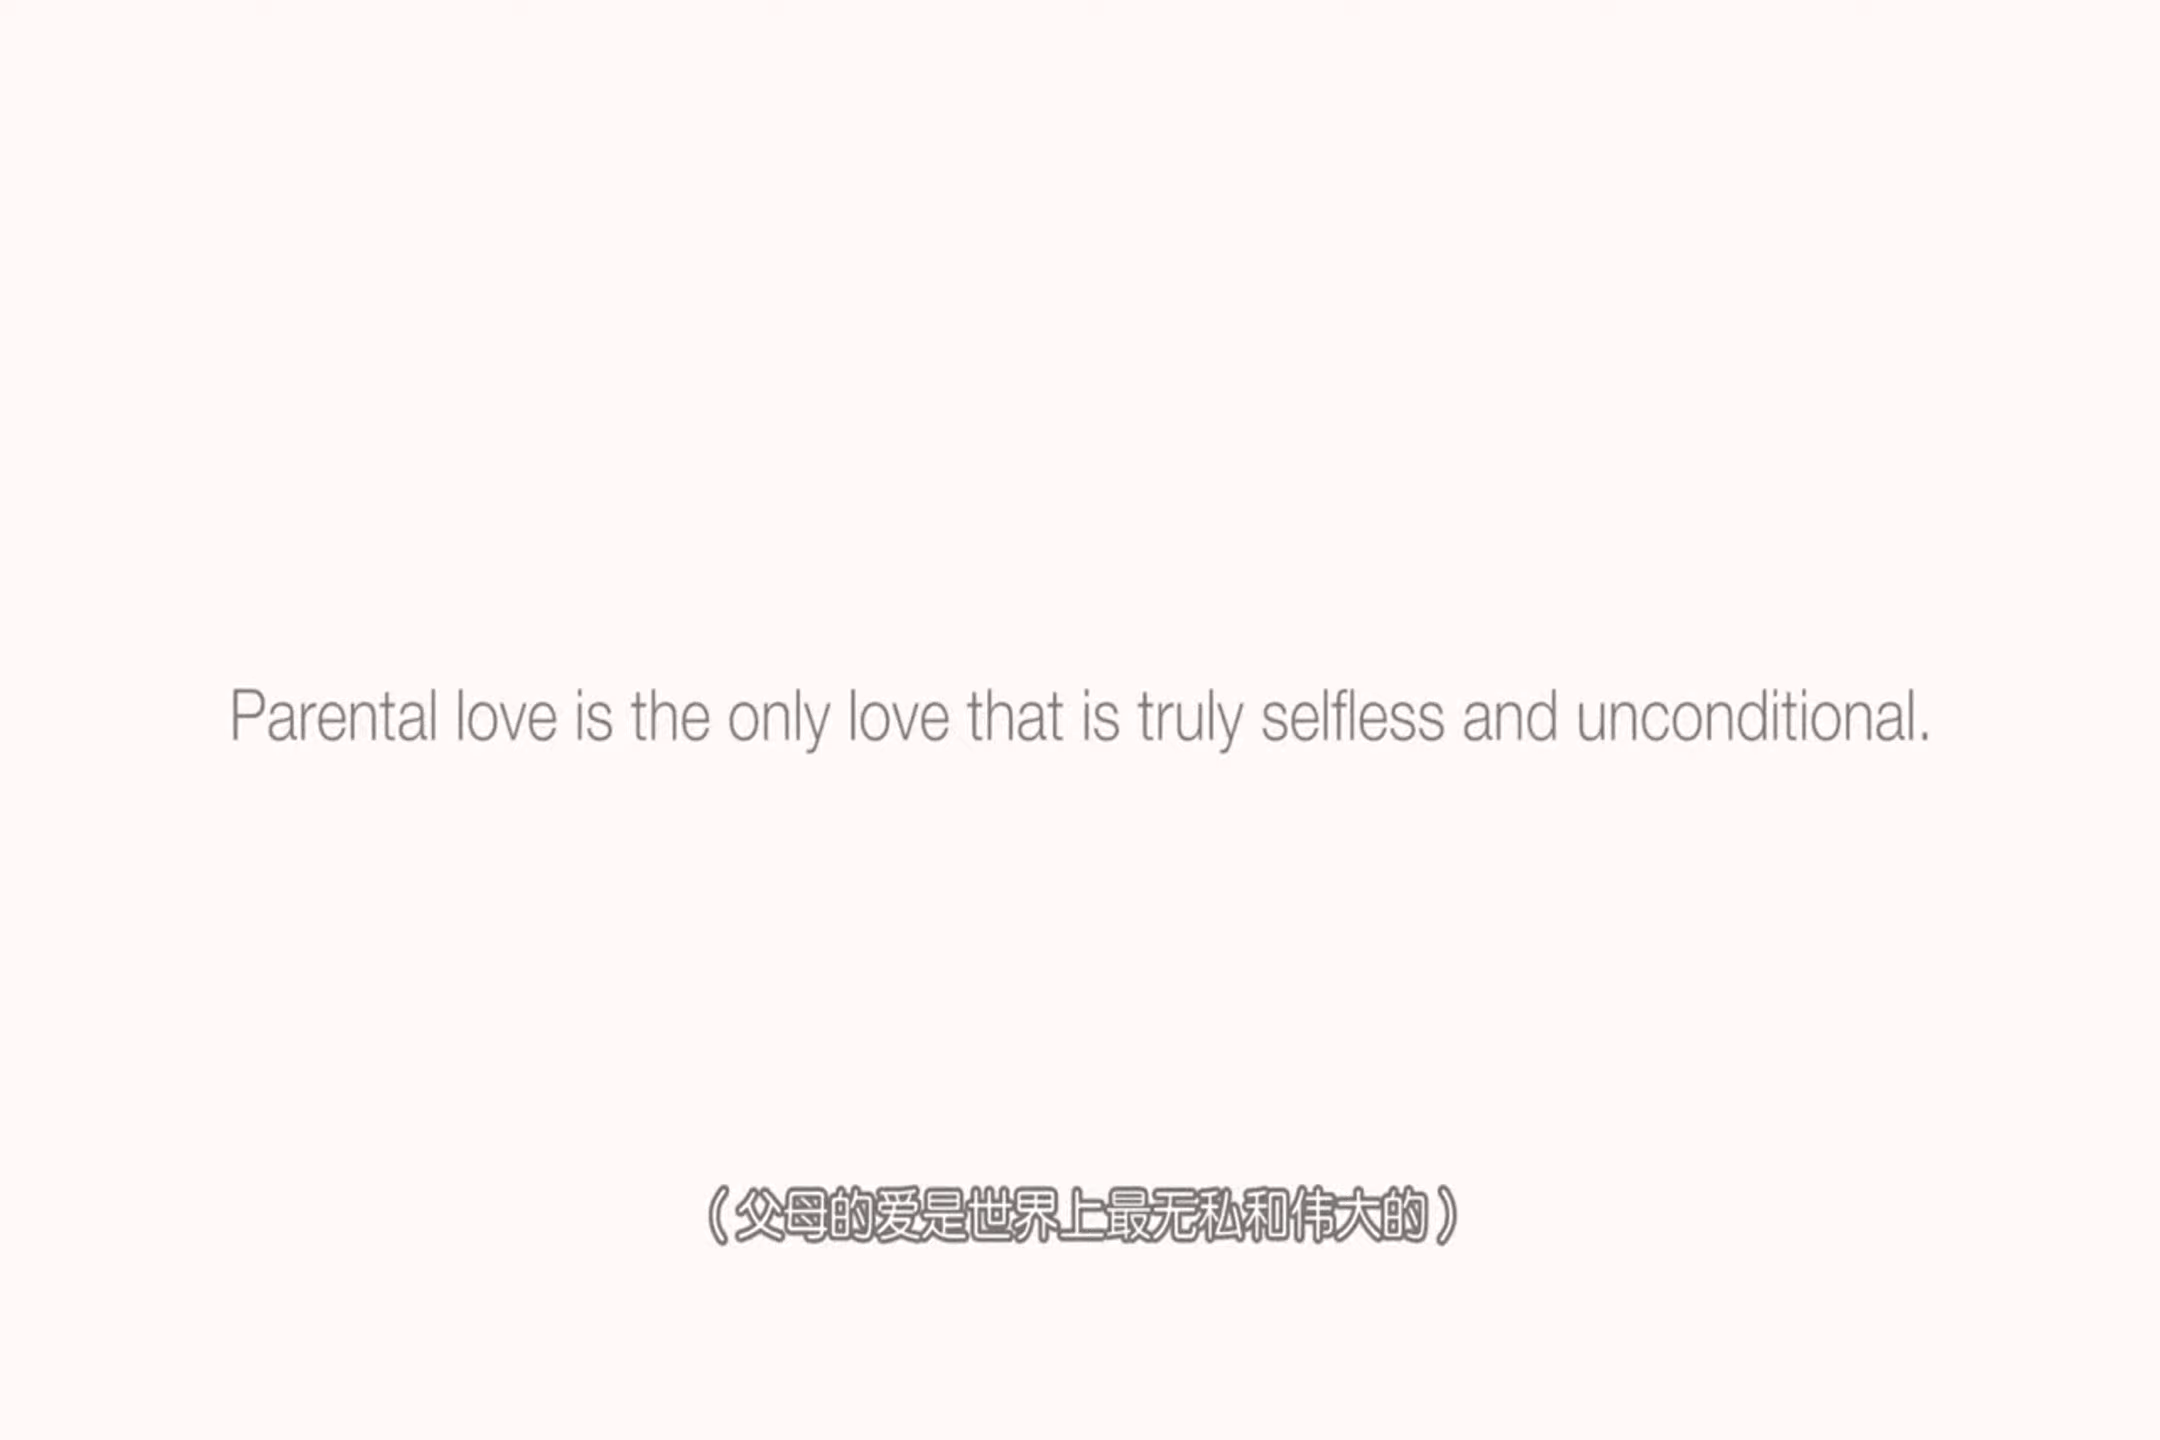 Parental love is the only love that is truly selfless and unconditional.
（父母的爱是世界上最无私和伟大的）